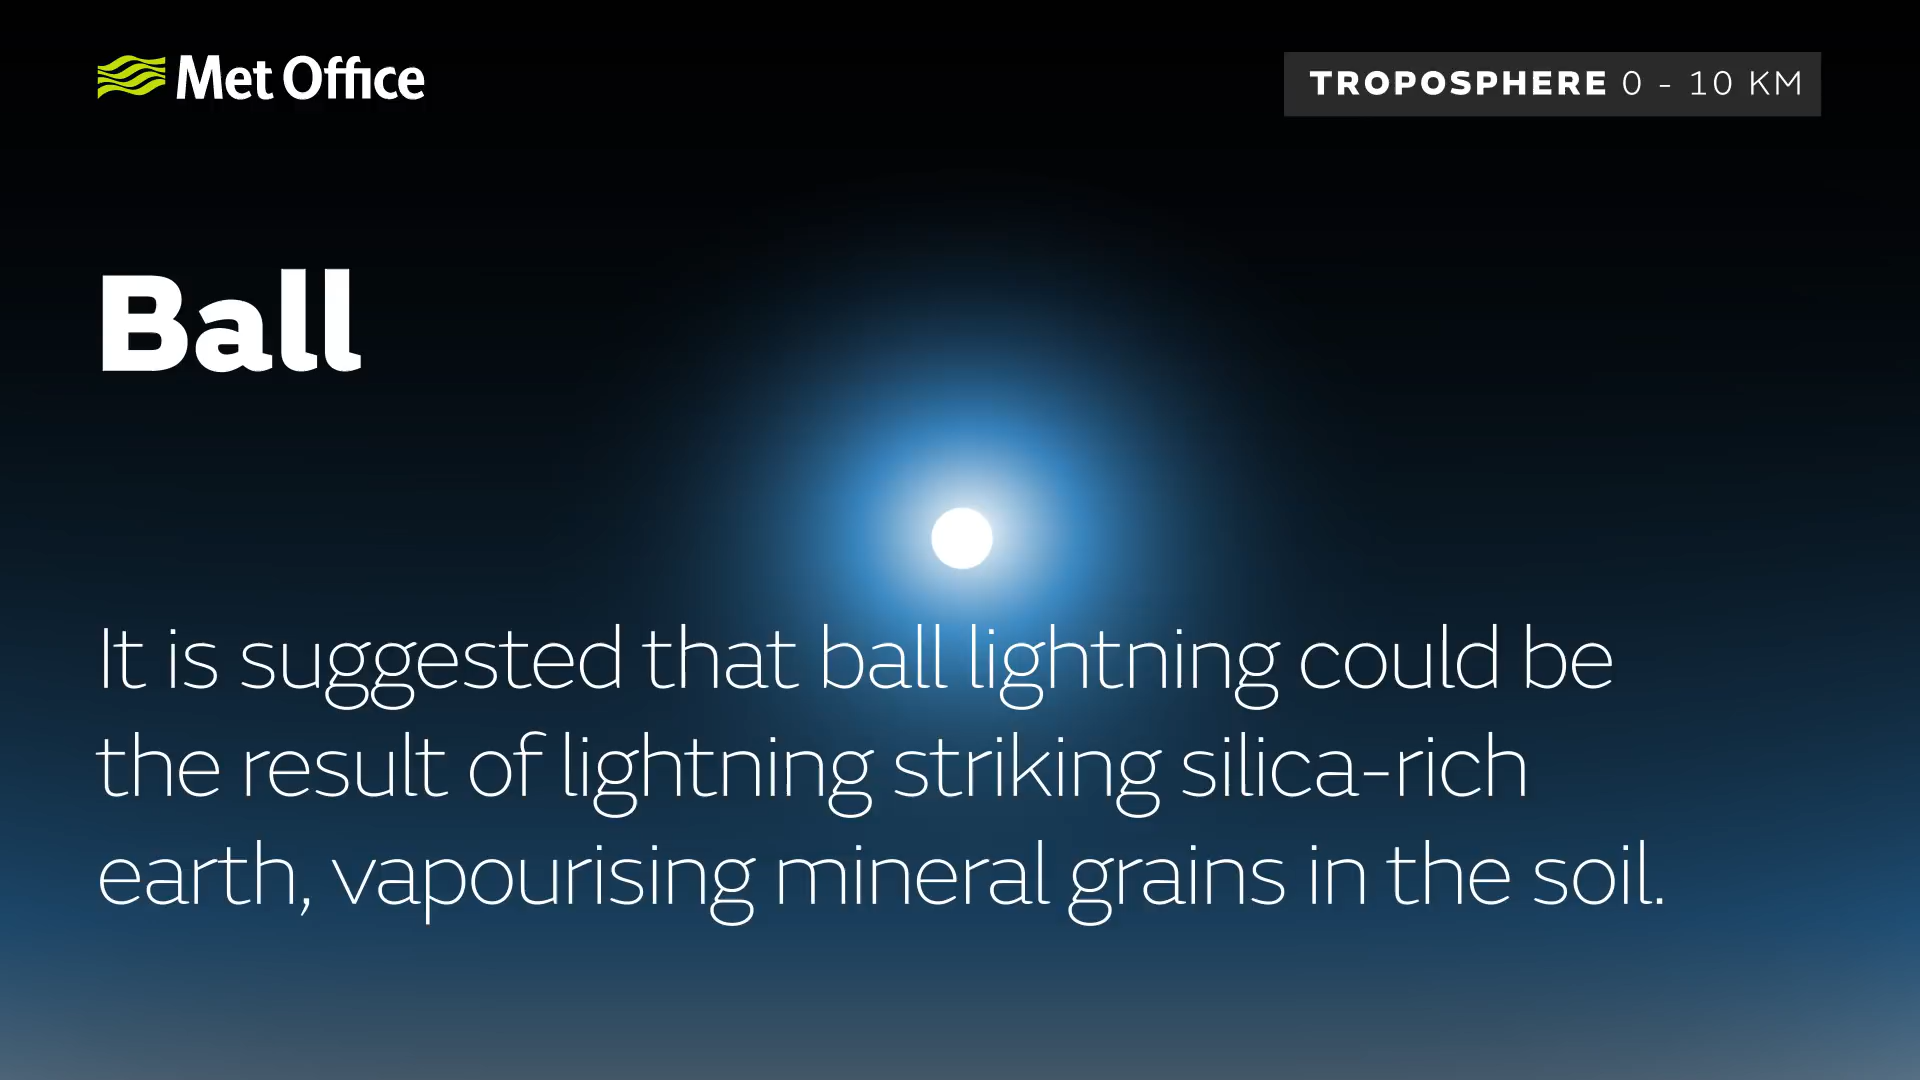 Met Office
TROPOSPHERE 0 - 10 KM
Ball
It is suggested that ball lightning could be
the result of lightning striking silica-rich
earth, vapourising mineral grains in the soil.